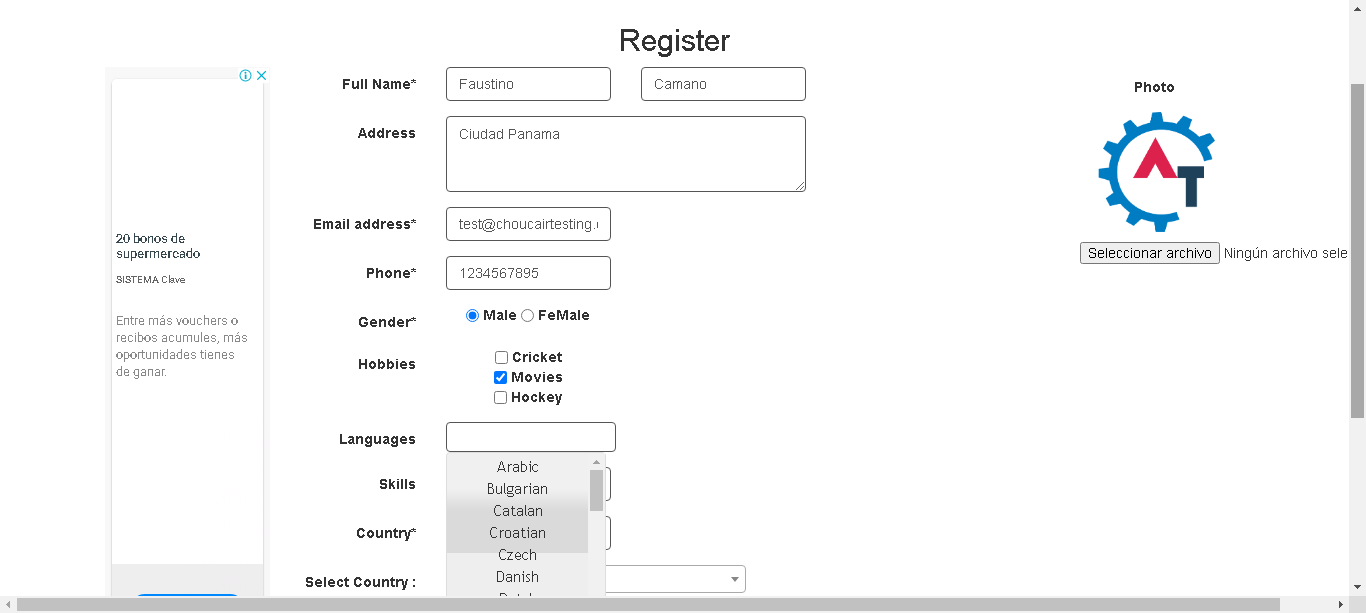 Register
20 bonos de
supermercado
SISTEMA Clave
Entre más vouchers o
recibos acumules, más
oportunidades tienes
de ganar.
Full Name* Faustino Camano
Address Ciudad Panama
Email address* test@choucairtesting.
Phone* 1234567895
Gender* Male FeMale
Hobbies Cricket
Movies
Hockey
Languages
Arabic
Bulgarian
Catalan
Croatian
Czech
Danish
Skills
Country*
Select Country :
Photo
AT
Seleccionar archivo Ningún archivo sele